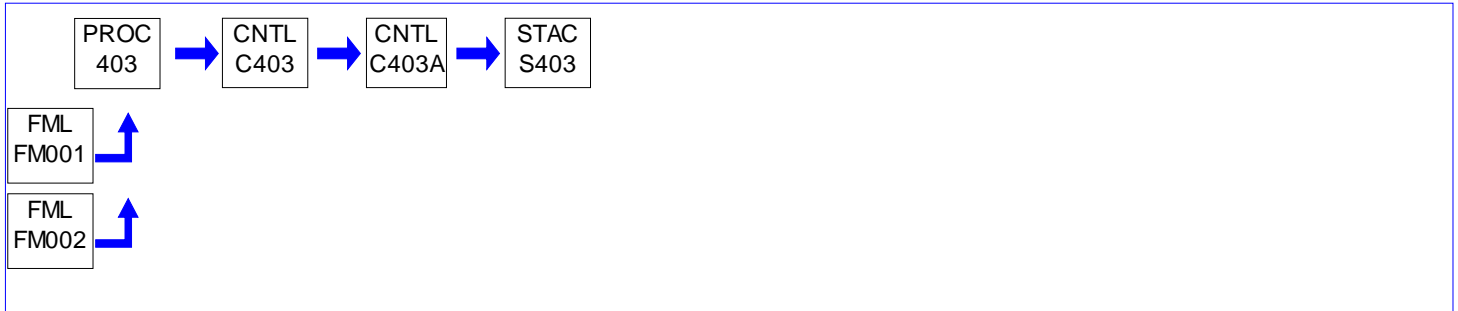 PROC
403
CNTL
C403
CNTL
C403A
STAC
S403
FML
FM001
FML
FM002